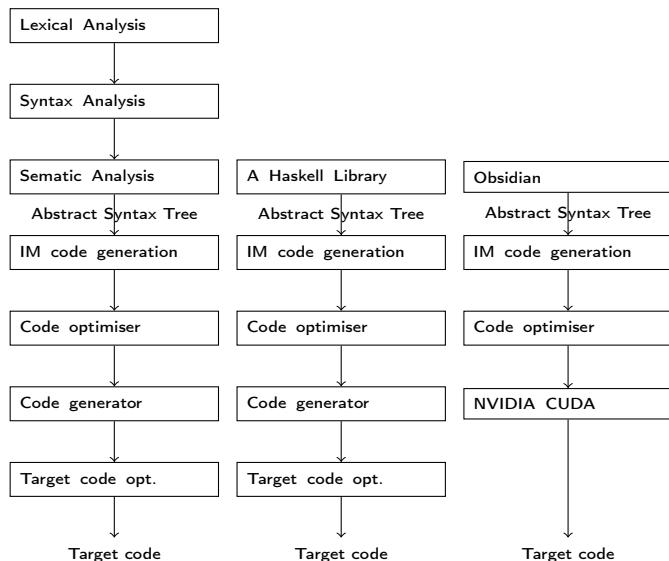 Lexical Analysis
Syntax Analysis
Sematic Analysis
Abstract Syntax Tree
IM code generation
Code optimiser
Code generator
Target code opt.
Target code
A Haskell Library
Abstract Syntax Tree
IM code generation
Code optimiser
Code generator
Target code opt.
Target code
Obsidian
Abstract Syntax Tree
IM code generation
Code optimiser
NVIDIA CUDA
Target code